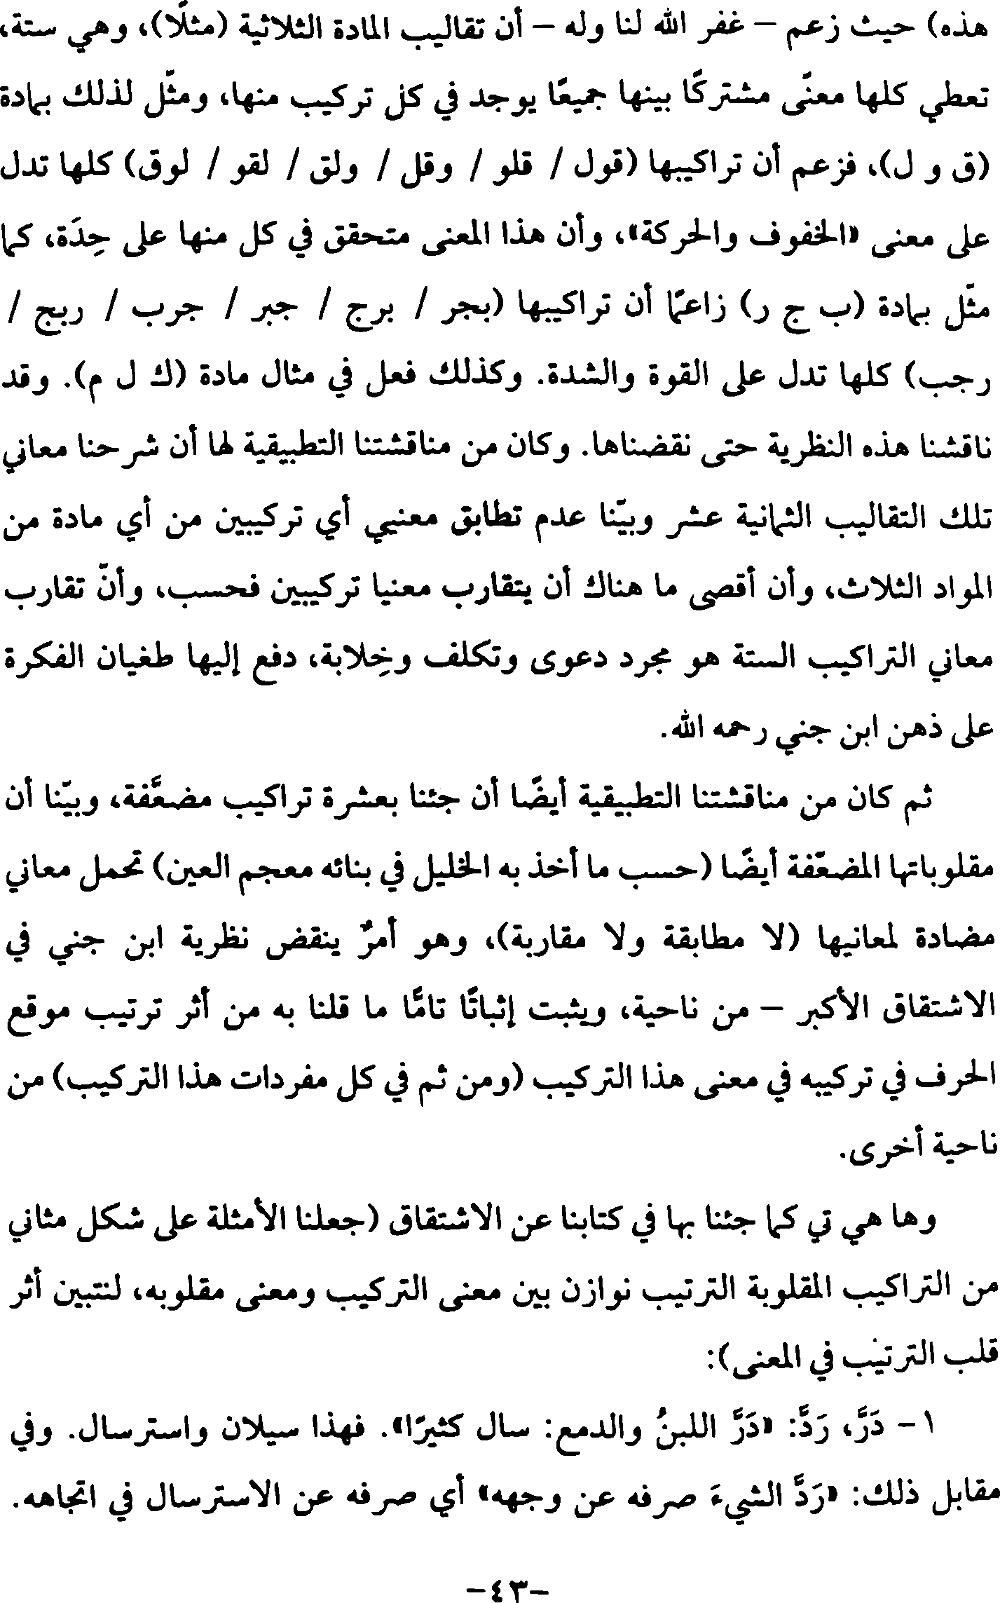 هذه) حيث زعم – غفر الله لنا وله – أن تقاليب المادة الثلاثية (مثلًا)، وهي ستة،
تعطي كلها معنًى مشتركًا بينها جميعًا يوجد في كل تركيب منها، ومثّل لذلك بمادة
(ق و ل)، فزعم أن تراكيبها (قول / قلو / وقل / ولق / لقو / لوق) كلها تدل
على معنى «الخفوف والحركة»، وأن هذا المعنى متحقق في كل منها على حِدَة، كما
مثّل بمادة (ب ج ر) زاعمًا أن تراكيبها (بجر / برج / جبر / جرب / ربج /
رجب) كلها تدل على القوة والشدة. وكذلك فعل في مثال مادة (ك ل م). وقد
ناقشنا هذه النظرية حتى نقضناها. وكان من مناقشتنا التطبيقية لها أن شرحنا معاني
تلك التقاليب الثمانية عشر وبيّنا عدم تطابق معنيي أي تركيبين من أي مادة من
المواد الثلاث، وأن أقصى ما هناك أن يتقارب معنيا تركيبين فحسب، وأنّ تقارب
معاني التراكيب الستة هو مجرد دعوى وتكلف وخِلابة، دفع إليها طغيان الفكرة
على ذهن ابن جني رحمه الله.
ثم كان من مناقشتنا التطبيقية أيضًا أن جئنا بعشرة تراكيب مضعَّفة، وبيّنا أن
مقلوباتها المضعّفة أيضًا (حسب ما أخذ به الخليل في بنائه معجم العين) تحمل معاني
مضادة لمعانيها (لا مطابقة ولا مقاربة)، وهو أمرٌ ينقض نظرية ابن جني في
الاشتقاق الأكبر – من ناحية، ويثبت إثباتًا تامًّا ما قلنا به من أثر ترتيب موقع
الحرف في تركيبه في معنى هذا التركيب (ومن ثم في كل مفردات هذا التركيب) من
ناحية أخرى.
وها هي تي كما جئنا بها في كتابنا عن الاشتقاق (جعلنا الأمثلة على شكل مثاني
من التراكيب المقلوبة الترتيب نوازن بين معنى التركيب ومعنى مقلوبه، لنتبين أثر
قلب الترتيب في المعنى):
١- دَرَّ، رَدَّ: «دَرَّ اللبنُ والدمع: سال كثيرًا». فهذا سيلان واسترسال. وفي
مقابل ذلك: «رَدَّ الشيءَ صرفه عن وجهه» أي صرفه عن الاسترسال في اتجاهه.
-٤٣-